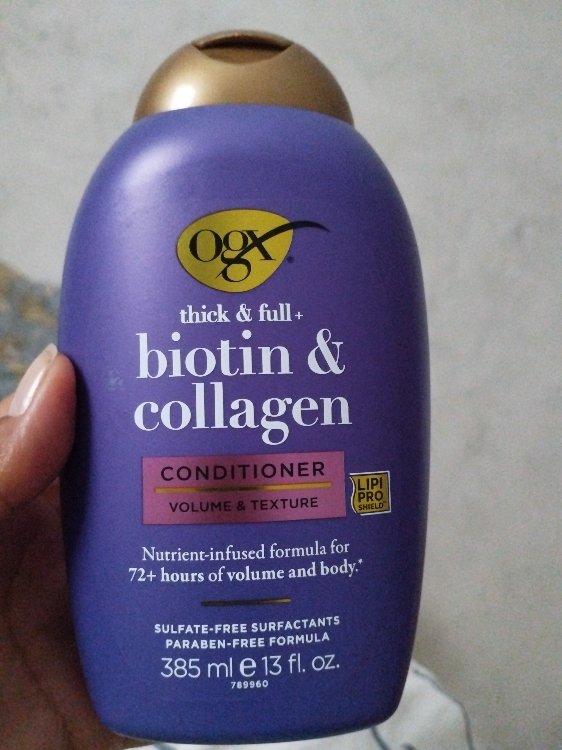 ogx
thick & full+
biotin &
collagen
CONDITIONER
VOLUME & TEXTURE
LIPI
PRO
SHIELD™
Nutrient-infused formula for
72+ hours of volume and body.*
SULFATE-FREE SURFACTANTS
PARABEN-FREE FORMULA
385 ml e 13 fl. oz.
789960